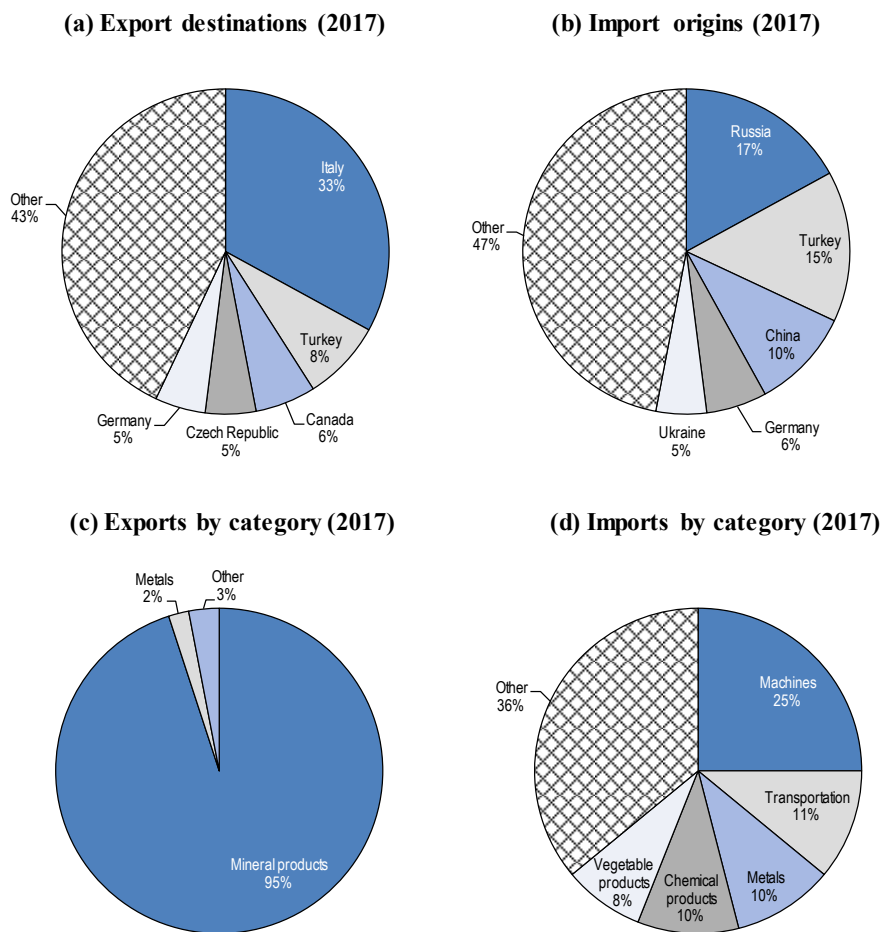 (a) Export destinations (2017)
Italy
33%
Other
43%
Turkey
8%
Germany
5%
Czech Republic
5%
Canada
6%
(b) Import origins (2017)
Russia
17%
Other
47%
Turkey
15%
China
10%
Ukraine
5%
Germany
6%
(c) Exports by category (2017)
Metals
2%
Other
3%
Mineral products
95%
(d) Imports by category (2017)
Other
36%
Machines
25%
Transportation
11%
Vegetable
products
8%
Chemical
products
10%
Metals
10%